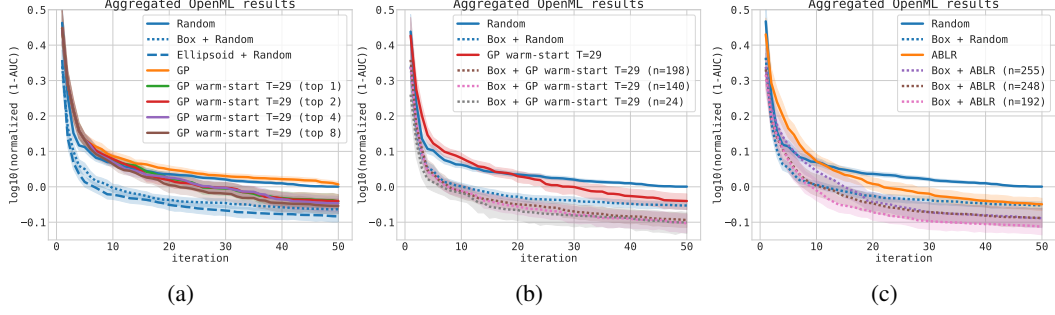 Aggregated OpenML results
log10(normalized (1-AUC))
0.5
0.4
0.3
0.2
0.1
0.0
−0.1
0
10
20
30
40
50
iteration
Random
Box + Random
Ellipsoid + Random
GP
GP warm-start T=29 (top 1)
GP warm-start T=29 (top 2)
GP warm-start T=29 (top 4)
GP warm-start T=29 (top 8)
(a)
Aggregated OpenML results
log10(normalized (1-AUC))
0.5
0.4
0.3
0.2
0.1
0.0
−0.1
0
10
20
30
40
50
iteration
Random
Box + Random
GP warm-start T=29
Box + GP warm-start T=29 (n=198)
Box + GP warm-start T=29 (n=140)
Box + GP warm-start T=29 (n=24)
(b)
Aggregated OpenML results
log10(normalized (1-AUC))
0.5
0.4
0.3
0.2
0.1
0.0
−0.1
0
10
20
30
40
50
iteration
Random
Box + Random
ABLR
Box + ABLR (n=255)
Box + ABLR (n=248)
Box + ABLR (n=192)
(c)